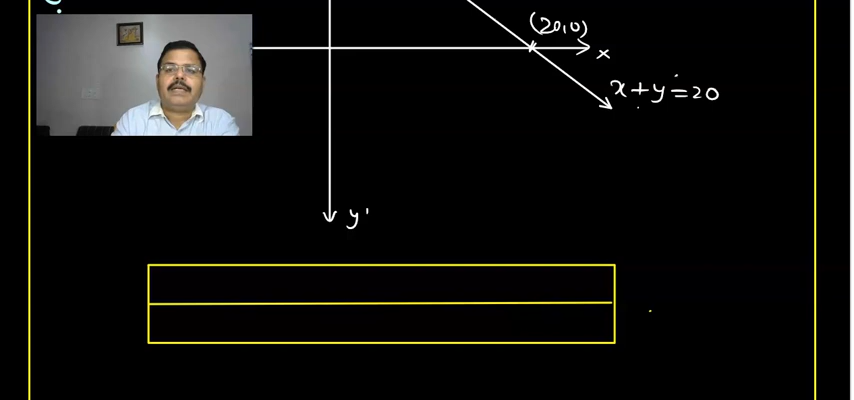 (20,0)
x
x + y = 20
y'